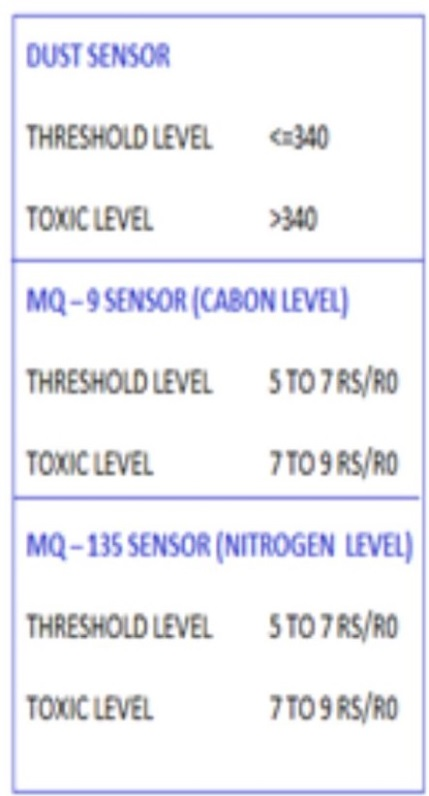 DUST SENSOR
THRESHOLD LEVEL <=340
TOXIC LEVEL >340
MQ – 9 SENSOR (CABON LEVEL)
THRESHOLD LEVEL 5 TO 7 RS/R0
TOXIC LEVEL 7 TO 9 RS/R0
MQ – 135 SENSOR (NITROGEN LEVEL)
THRESHOLD LEVEL 5 TO 7 RS/R0
TOXIC LEVEL 7 TO 9 RS/R0